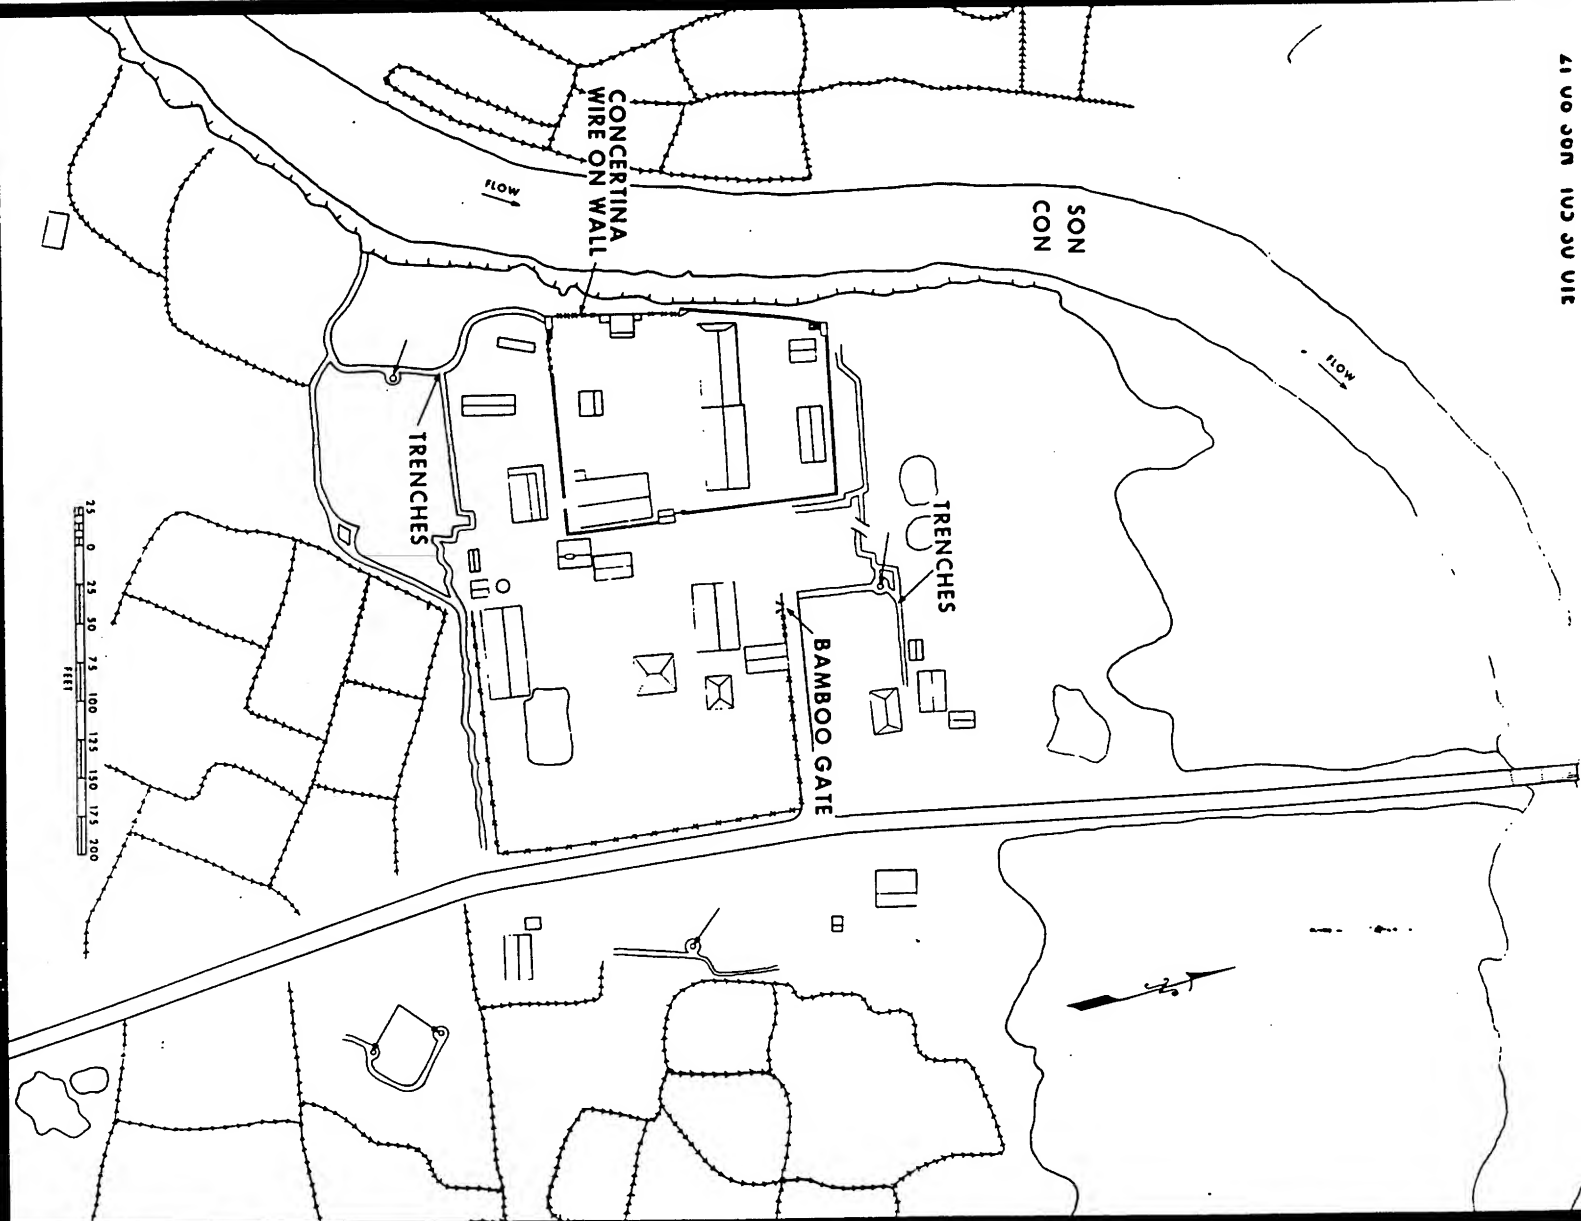 CONCERTINA
WIRE ON WALL
FLOW
SON
CON
FLOW
TRENCHES
TRENCHES
BAMBOO GATE
25 0 25 50 75 100 125 150 175 200
FEET
N